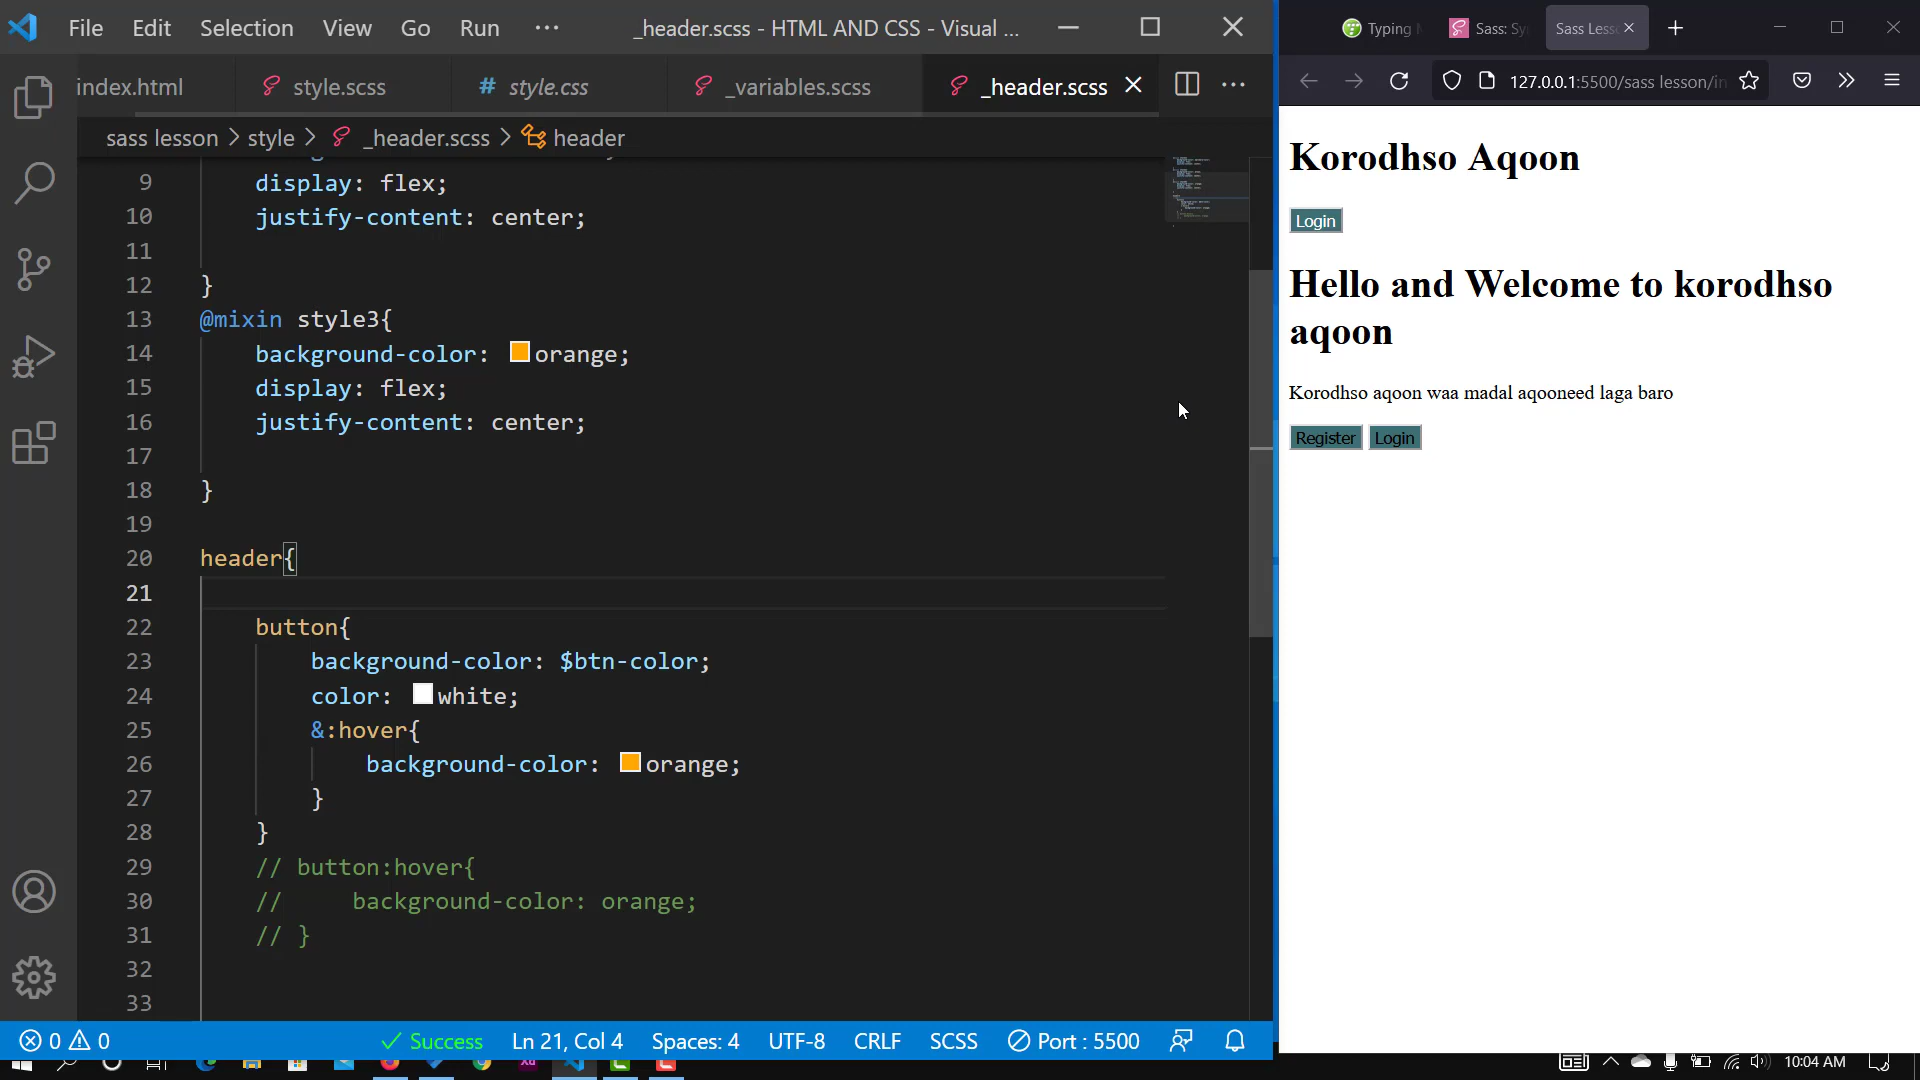 File Edit Selection View Go Run ··· _header.scss - HTML AND CSS - Visual ...
index.html style.scss # style.css _variables.scss _header.scss
sass lesson > style > _header.scss > header
9 display: flex;
10 justify-content: center;
11
12 }
13 @mixin style3{
14 background-color: orange;
15 display: flex;
16 justify-content: center;
17
18 }
19
20 header{
21
22 button{
23 background-color: $btn-color;
24 color: white;
25 &:hover{
26 background-color: orange;
27 }
28 }
29 // button:hover{
30 // background-color: orange;
31 // }
32
33
0 0 Success Ln 21, Col 4 Spaces: 4 UTF-8 CRLF SCSS Port : 5500
Typing Sass: Sy Sass Less
127.0.0.1:5500/sass lesson/in
Korodhso Aqoon
Login
Hello and Welcome to korodhso
aqoon
Korodhso aqoon waa madal aqooneed laga baro
Register Login
10:04 AM